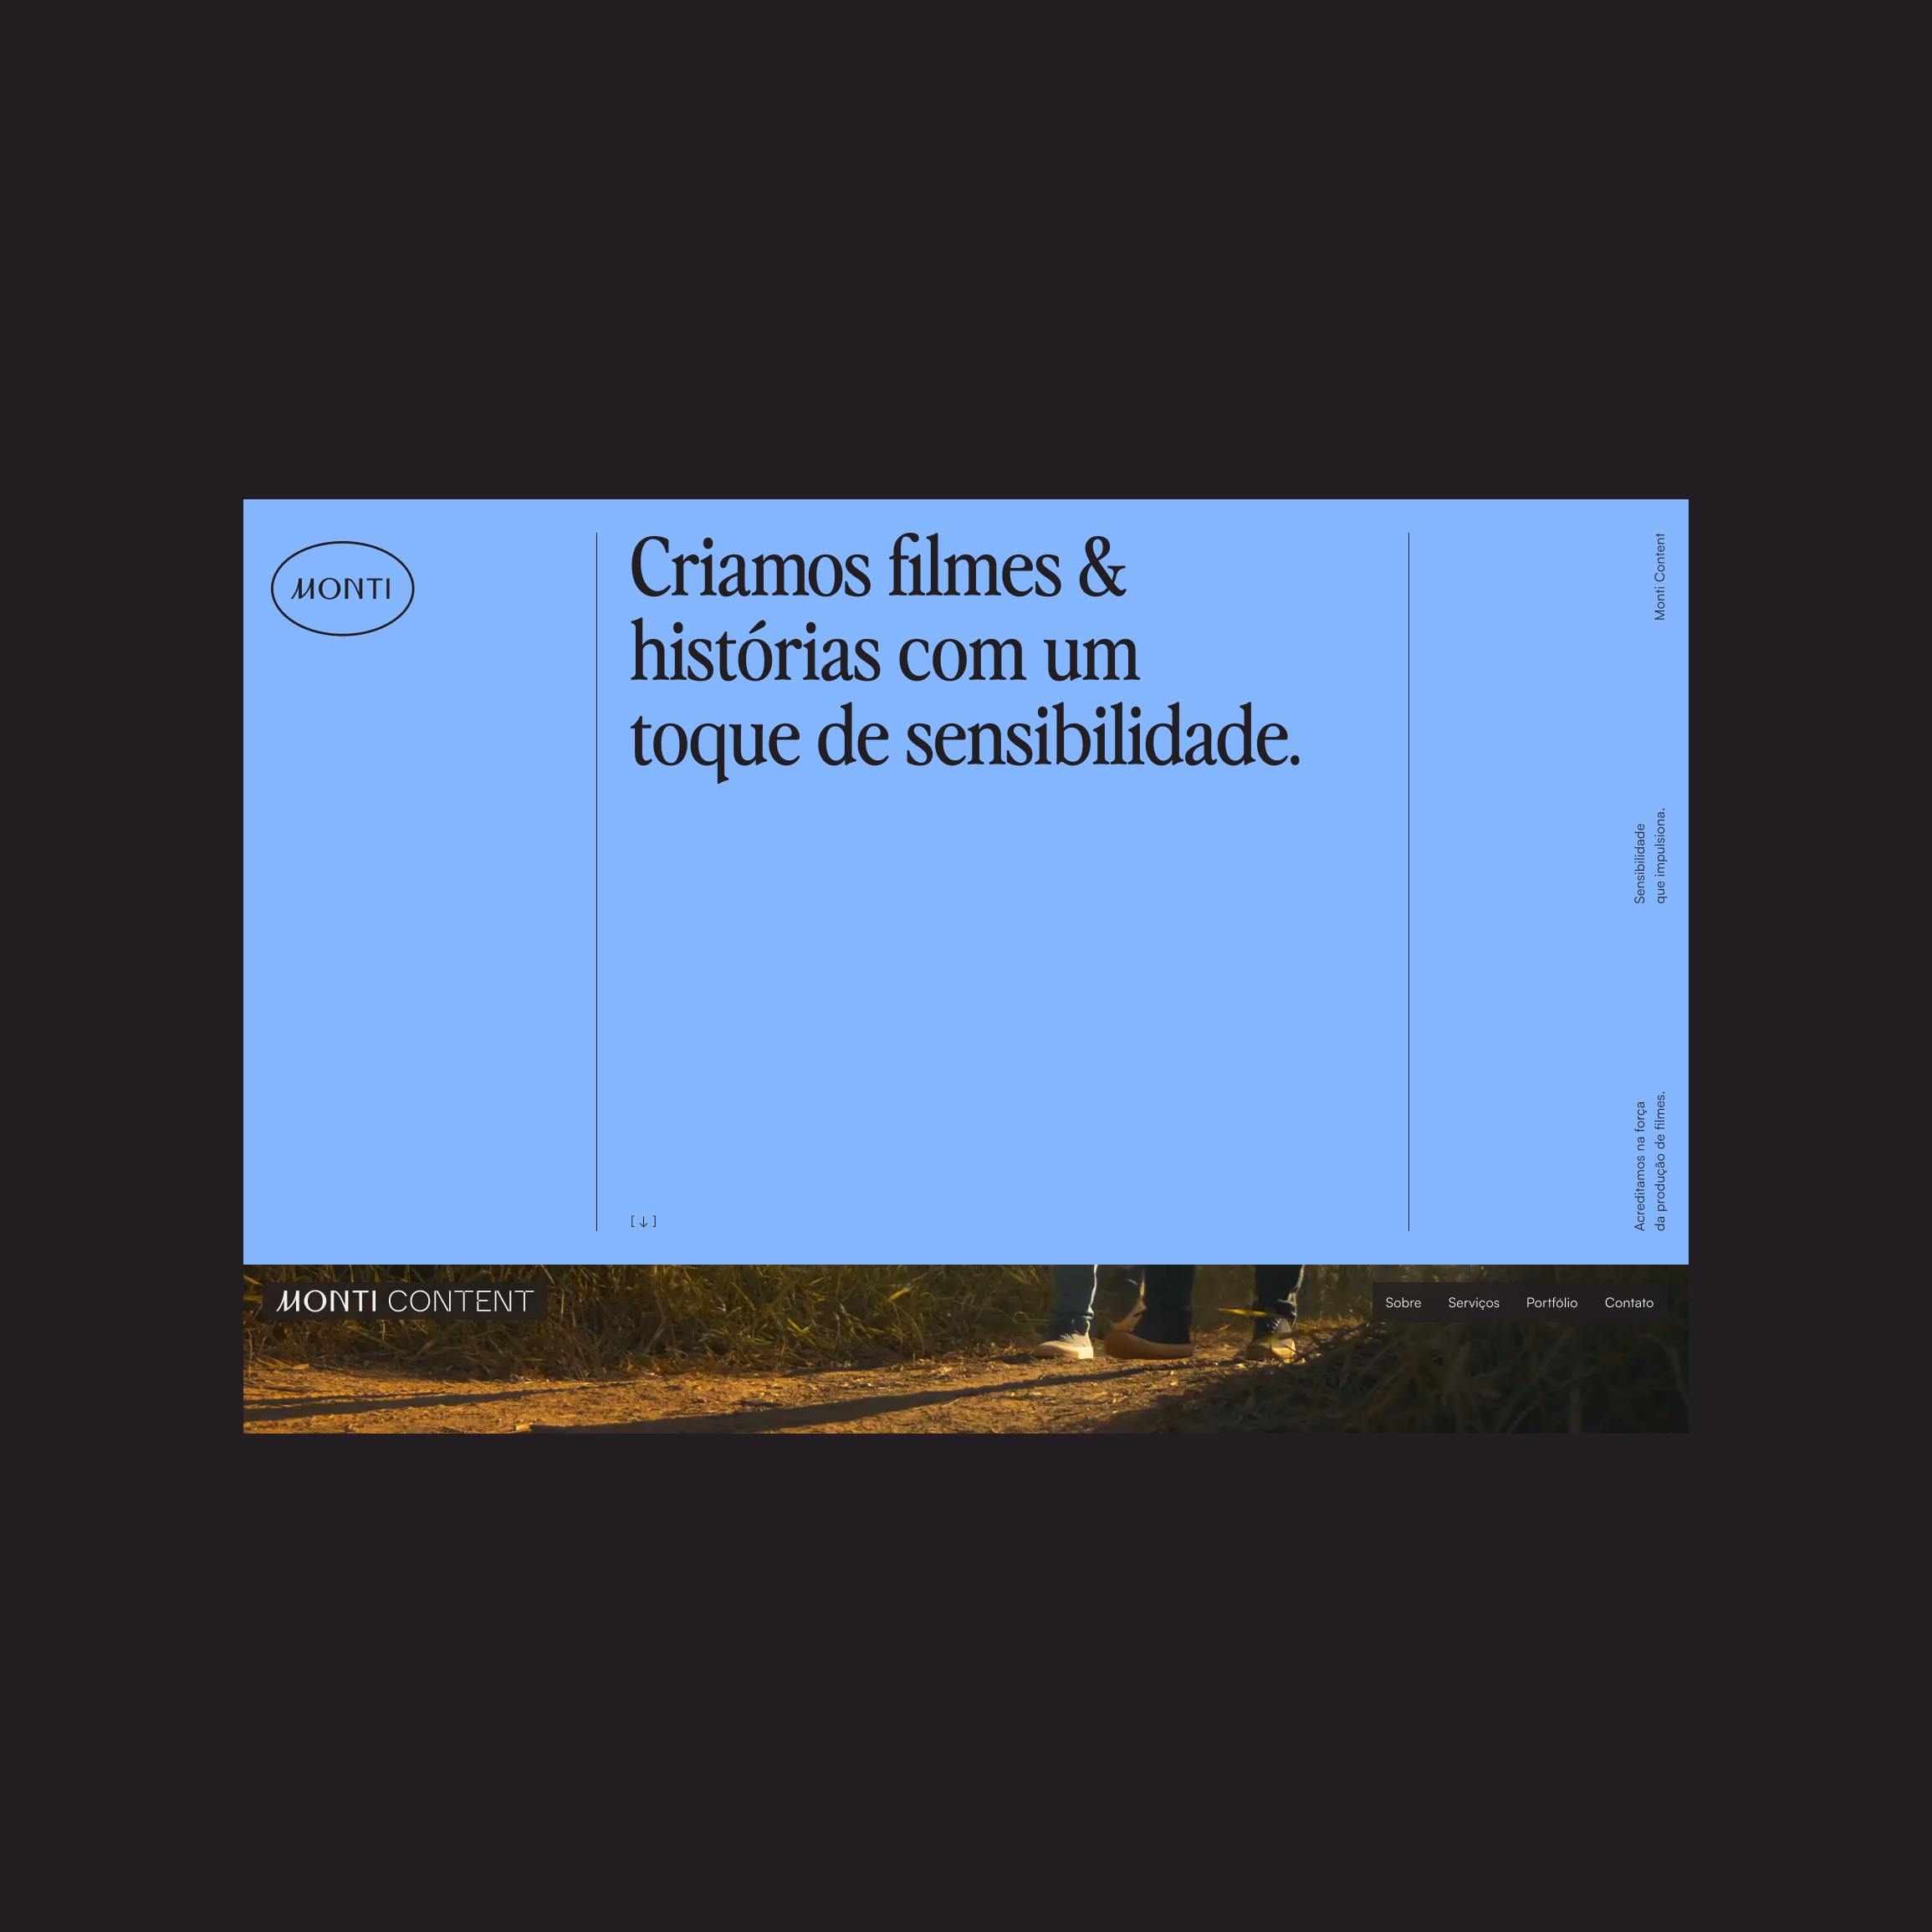 MONTI
Criamos filmes &
histórias com um
toque de sensibilidade.
[↓]
Monti Content
Sensibilidade
que impulsiona.
Acreditamos na força
da produção de filmes.
MONTI CONTENT
Sobre Serviços Portfólio Contato